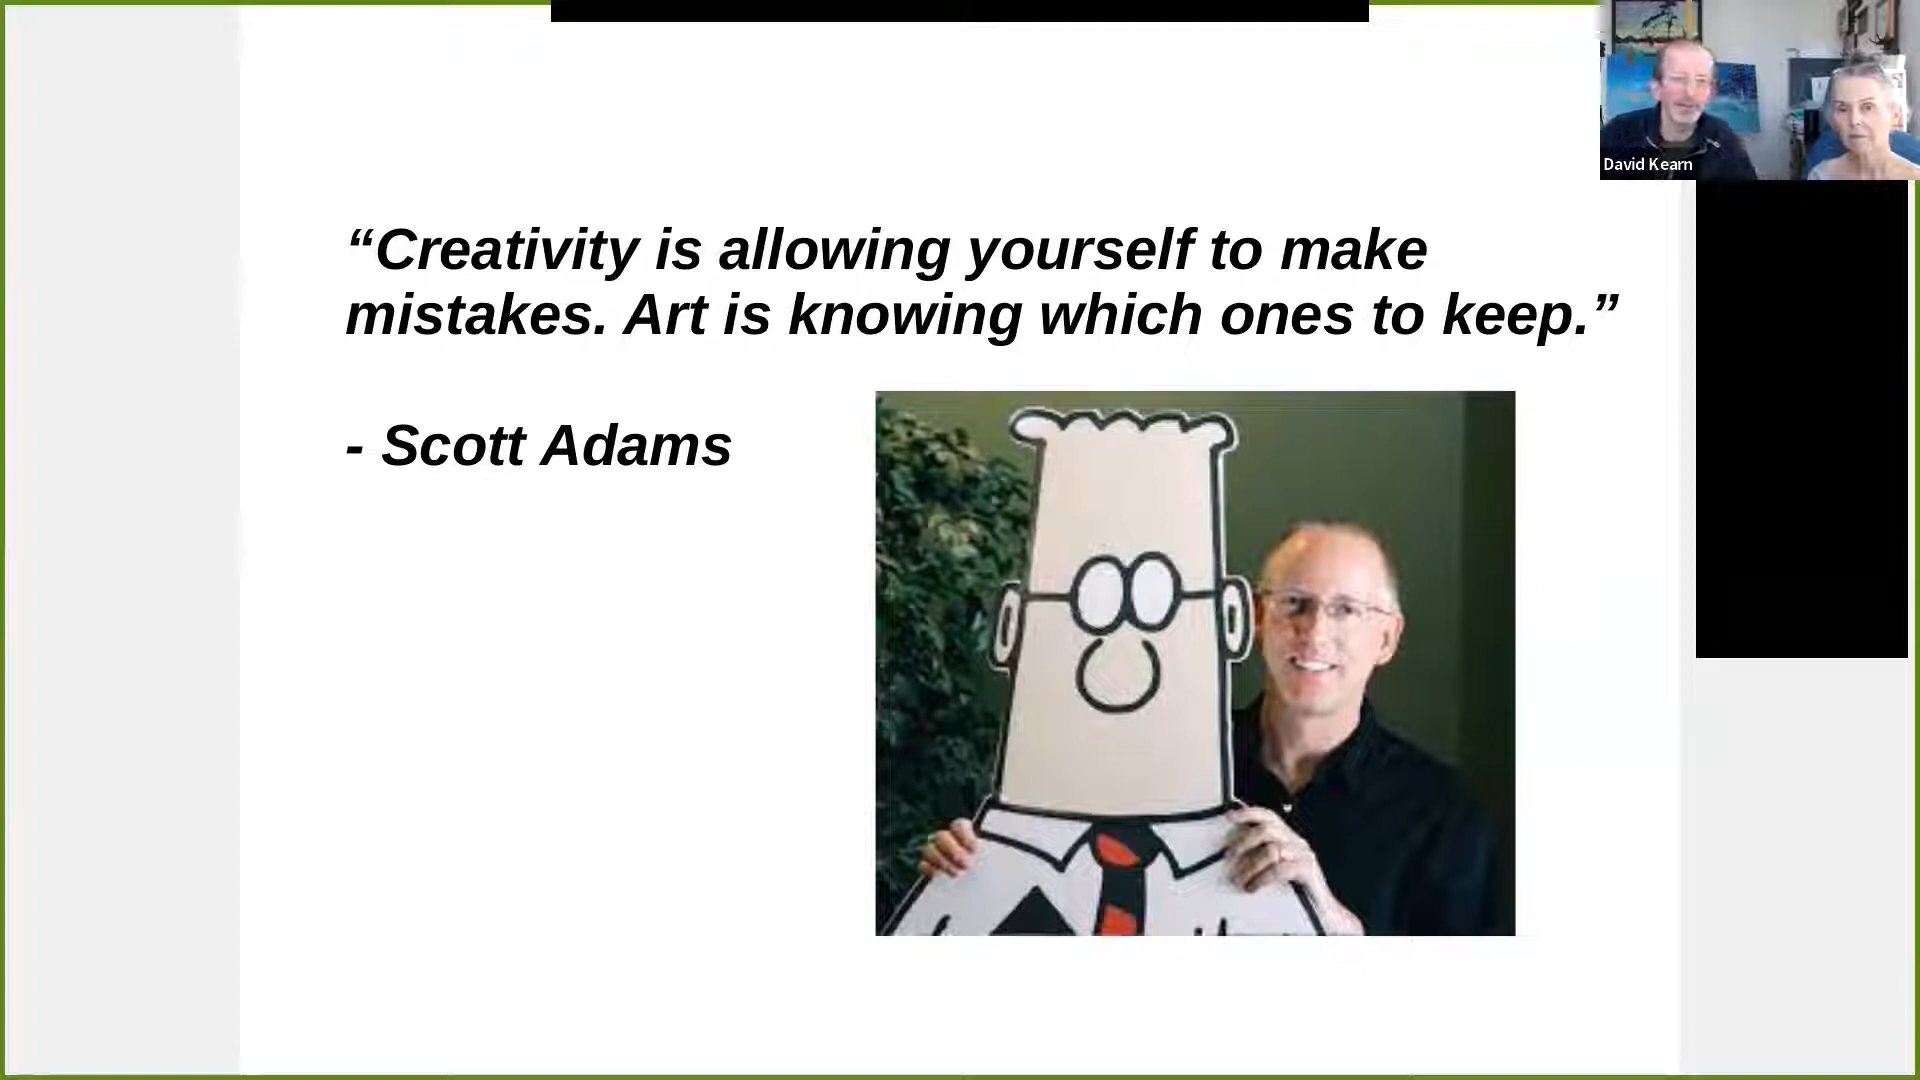 “Creativity is allowing yourself to make
mistakes. Art is knowing which ones to keep.”
- Scott Adams
David Kearn